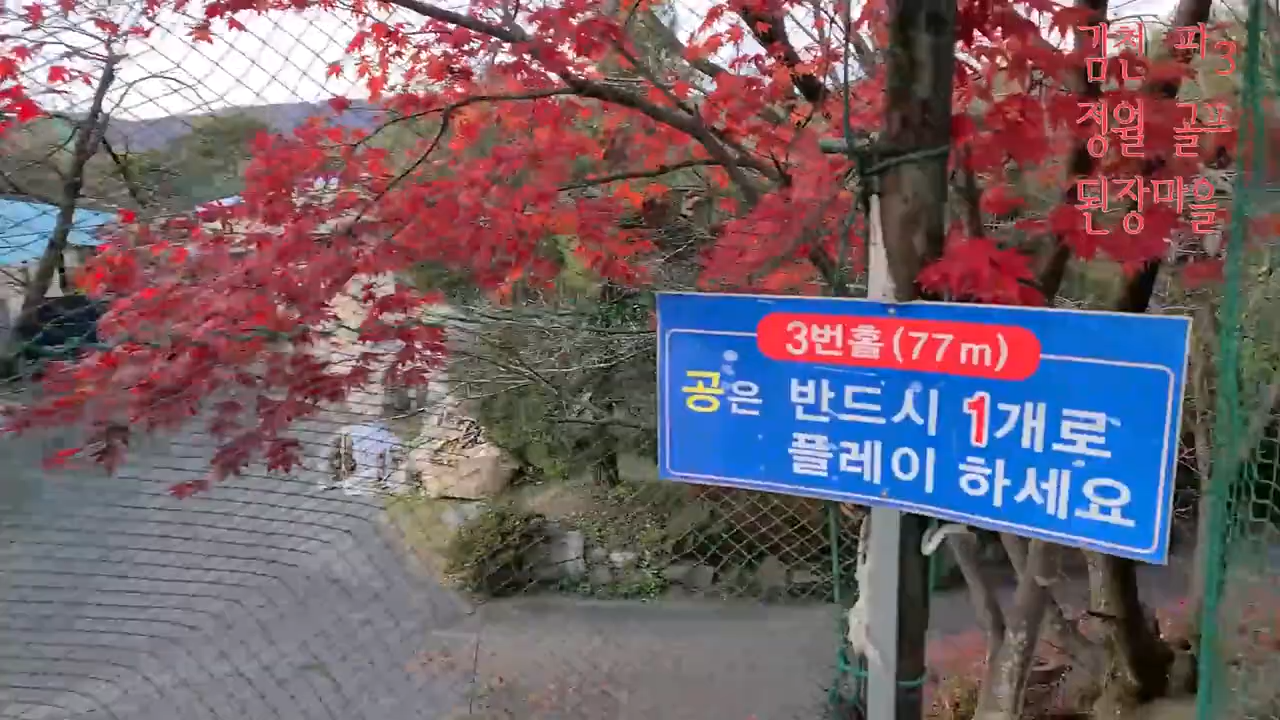 김천 파3
정월 골프
된장마을
3번홀(77m)
공은 반드시 1개로
플레이 하세요